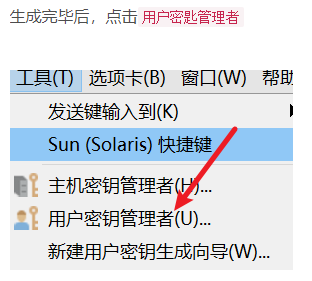 生成完毕后，点击 用户密匙管理者
工具(T) 选项卡(B) 窗口(W) 帮助
发送键输入到(K)
Sun (Solaris) 快捷键
主机密钥管理者(H)...
用户密钥管理者(U)...
新建用户密钥生成向导(W)...